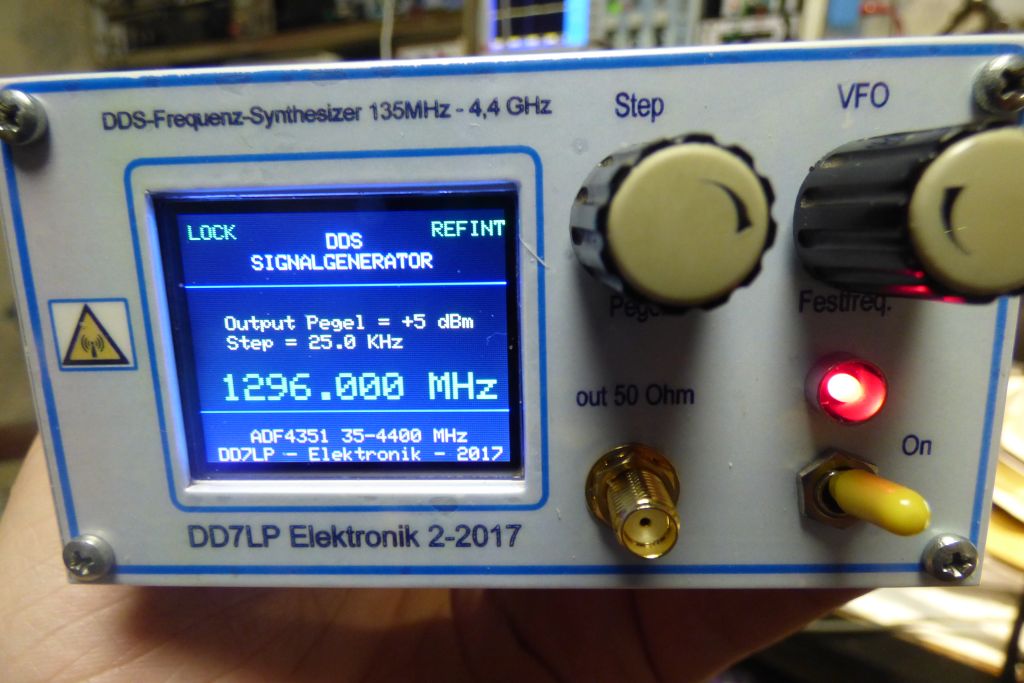 DDS-Frequenz-Synthesizer 135MHz - 4,4 GHz
Step
VFO
LOCK
REFINT
DDS
SIGNALGENERATOR
Output Pegel = +5 dBm
Step = 25.0 KHz
1296.000 MHz
ADF4351 35-4400 MHz
DD7LP - Elektronik - 2017
Pegel
Festfreq.
out 50 Ohm
On
DD7LP Elektronik 2-2017